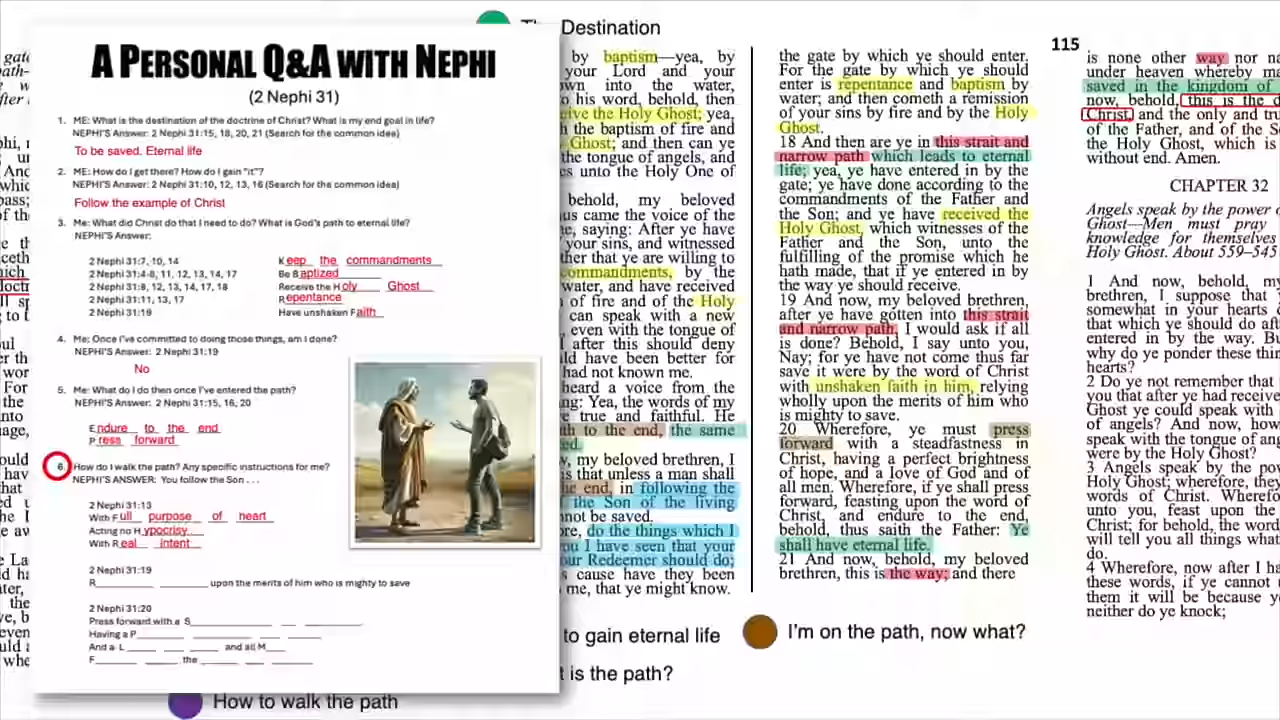 A PERSONAL Q&A WITH NEPHI
(2 Nephi 31)
1. ME: What is the destination of the doctrine of Christ? What is my end goal in life?
NEPHI'S Answer: 2 Nephi 31:15, 18, 20, 21 (Search for the common idea)
To be saved. Eternal life
2. ME: How do I get there? How do I gain "it"?
NEPHI'S Answer: 2 Nephi 31:10, 12, 13, 16 (Search for the common idea)
Follow the example of Christ
3. Me: What did Christ do that I need to do? What is God's path to eternal life?
NEPHI'S Answer:
2 Nephi 31:7, 10, 14 Keep the commandments
2 Nephi 31:4-8, 11, 12, 13, 14, 17 Be Baptized
2 Nephi 31:8, 12, 13, 14, 17, 18 Receive the Holy Ghost
2 Nephi 31:11, 13, 17 Repentance
2 Nephi 31:19 Have unshaken Faith
4. Me: Once I've committed to doing those things, am I done?
NEPHI'S Answer: 2 Nephi 31:19
No
5. Me: What do I do then once I've entered the path?
NEPHI'S Answer: 2 Nephi 31:15, 16, 20
Endure to the end
Press forward
6. How do I walk the path? Any specific instructions for me?
NEPHI'S ANSWER: You follow the Son . . .
2 Nephi 31:13
With Full purpose of heart
Acting no Hypocrisy
With Real intent
2 Nephi 31:19
R__________ ________ upon the merits of him who is mighty to save
2 Nephi 31:20
Press forward with a S____________________
Having a P________
And a L____ and all M____
F________ the ________
How to walk the path
Destination
by baptism—yea, by
your Lord and your
own into the water,
his word, behold, then
the Holy Ghost; yea,
the baptism of fire and
Ghost; and then can ye
the tongue of angels, and
unto the Holy One of
behold, my beloved
us came the voice of the
saying: After ye have
your sins, and witnessed
ther that ye are willing to
commandments, by the
water, and have received
of fire and of the Holy
can speak with a new
even with the tongue of
after this should deny
ld have been better for
had not known me.
heard a voice from the
ng: Yea, the words of my
true and faithful. He
to the end, the same
ed.
my beloved brethren, I
is that unless a man shall
end, in following the
the Son of the living
not be saved.
do the things which I
you I have seen that your
your Redeemer should do;
cause have they been
me, that ye might know.
to gain eternal life
is the path?
the gate by which ye should enter.
For the gate by which ye should
enter is repentance and baptism by
water; and then cometh a remission
of your sins by fire and by the Holy
Ghost.
18 And then are ye in this strait and
narrow path which leads to eternal
life; yea, ye have entered in by the
gate; ye have done according to the
commandments of the Father and
the Son; and ye have received the
Holy Ghost, which witnesses of the
Father and the Son, unto the
fulfilling of the promise which he
hath made, that if ye entered in by
the way ye should receive.
19 And now, my beloved brethren,
after ye have gotten into this strait
and narrow path, I would ask if all
is done? Behold, I say unto you,
Nay; for ye have not come thus far
save it were by the word of Christ
with unshaken faith in him, relying
wholly upon the merits of him who
is mighty to save.
20 Wherefore, ye must press
forward with a steadfastness in
Christ, having a perfect brightness
of hope, and a love of God and of
all men. Wherefore, if ye shall press
forward, feasting upon the word of
Christ, and endure to the end,
behold, thus saith the Father: Ye
shall have eternal life.
21 And now, behold, my beloved
brethren, this is the way; and there
I'm on the path, now what?
115
is none other way nor na
under heaven whereby ma
saved in the kingdom of
now, behold, this is the d
Christ, and the only and tru
of the Father, and of the S
the Holy Ghost, which is
without end. Amen.
CHAPTER 32
Angels speak by the power o
Ghost—Men must pray
knowledge for themselves
Holy Ghost. About 559–545
1 And now, behold, my
brethren, I suppose that
somewhat in your hearts
that which ye should do aft
entered in by the way. Bu
why do ye ponder these thin
hearts?
2 Do ye not remember that
you that after ye had receive
Ghost ye could speak with
of angels? And now, how
speak with the tongue of ang
were by the Holy Ghost?
3 Angels speak by the pow
Holy Ghost; wherefore, they
words of Christ. Wherefo
unto you, feast upon the
Christ; for behold, the word
will tell you all things what
do.
4 Wherefore, now after I ha
these words, if ye cannot
them it will be because y
neither do ye knock;